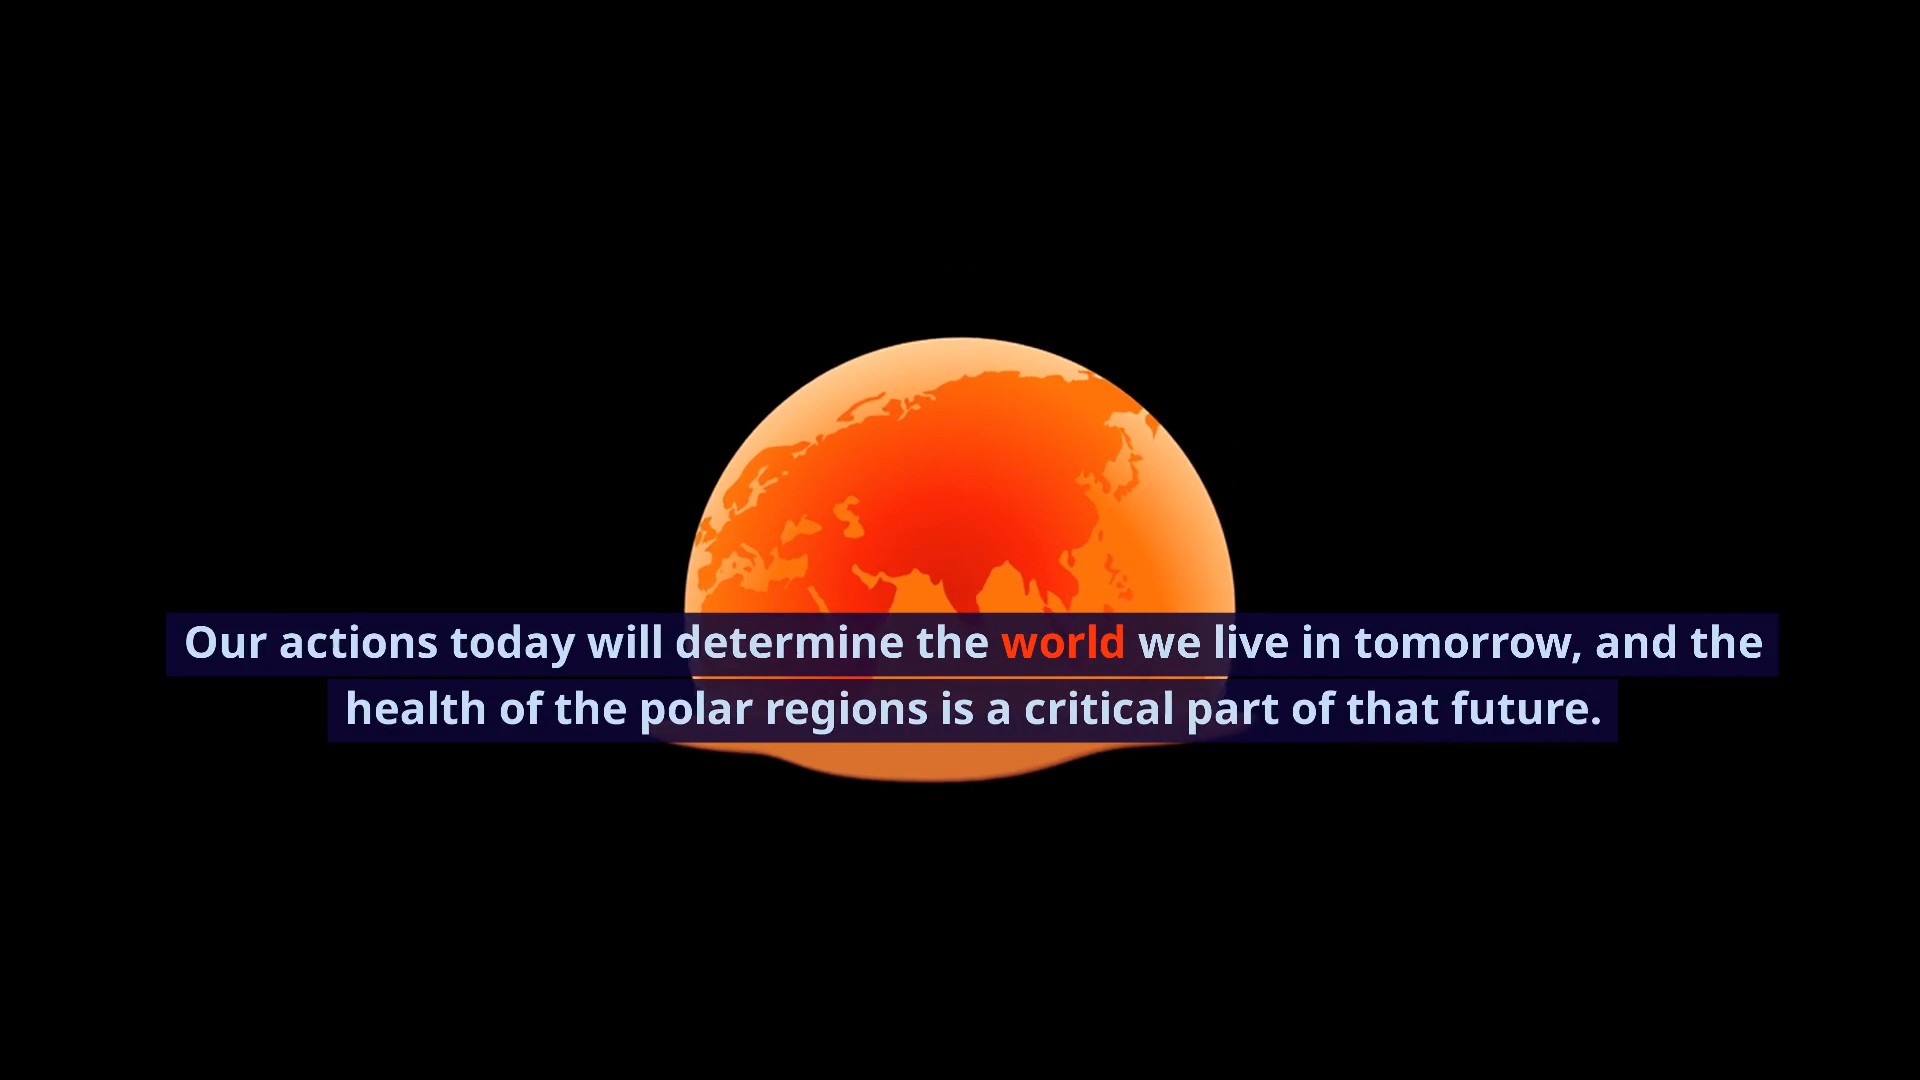 Our actions today will determine the world we live in tomorrow, and the
health of the polar regions is a critical part of that future.